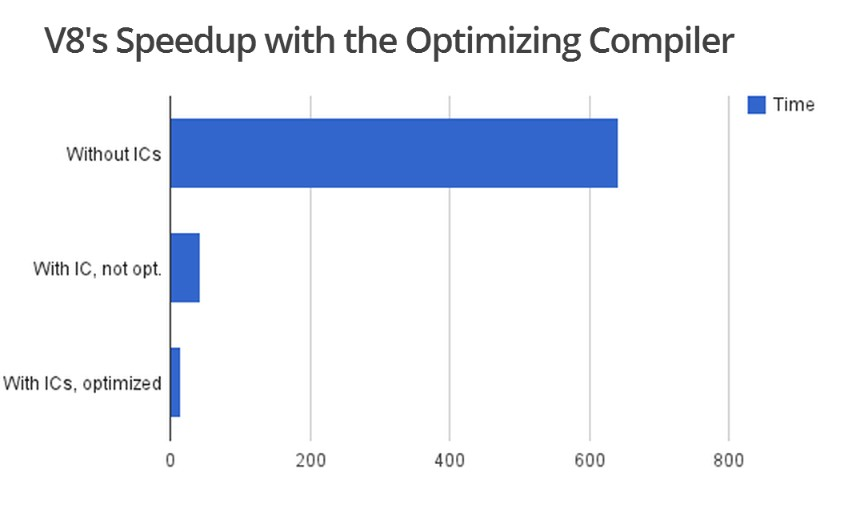 V8's Speedup with the Optimizing Compiler
Time
Without ICs
With IC, not opt.
With ICs, optimized
0 200 400 600 800